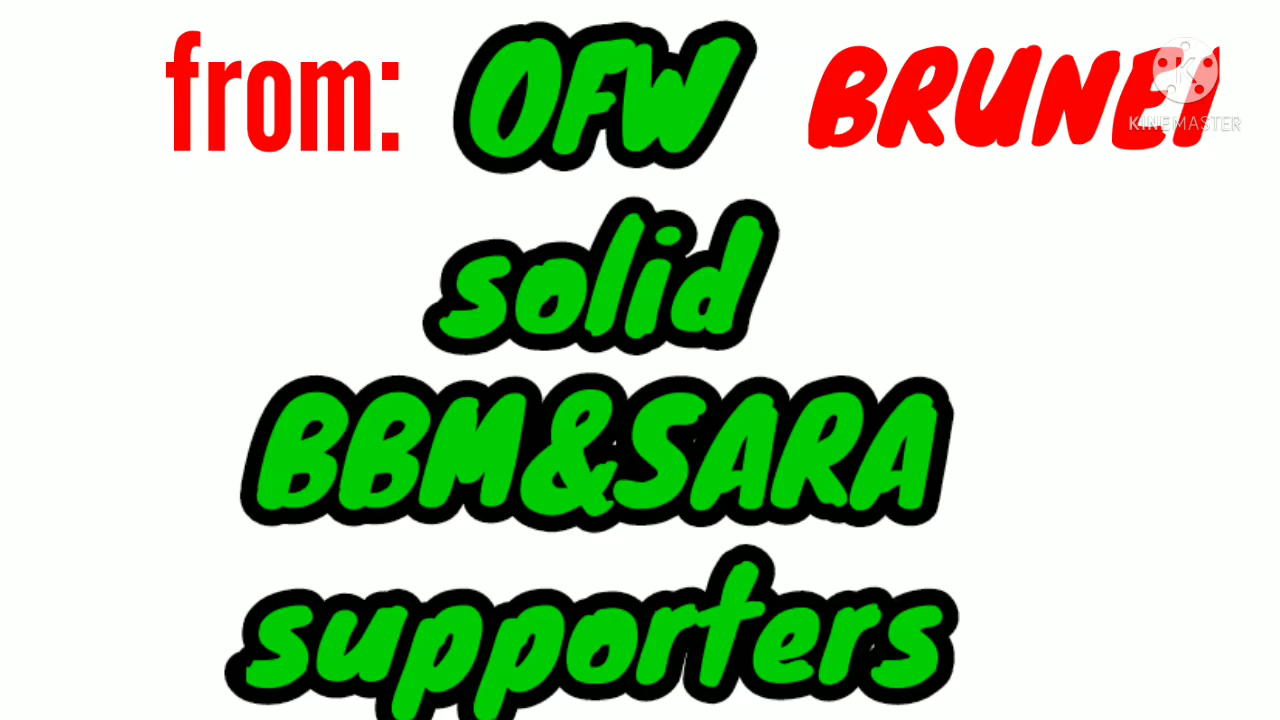 from: OFW BRUNEI
KINEMASTER
solid
BBM&SARA
supporters